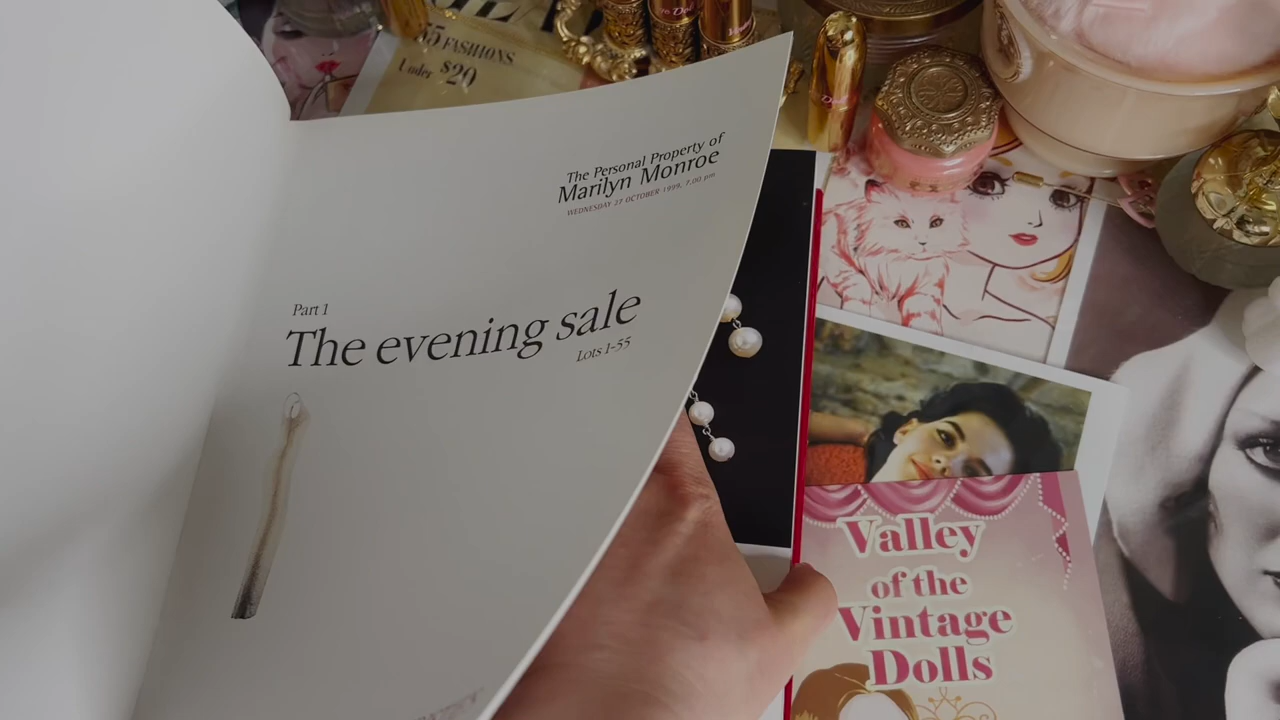 35 FASHIONS
Under $20
The Personal Property of
Marilyn Monroe
WEDNESDAY 27 OCTOBER 1999, 7.00 pm
Part 1
The evening sale
Lots 1-55
Valley
of the
Vintage
Dolls